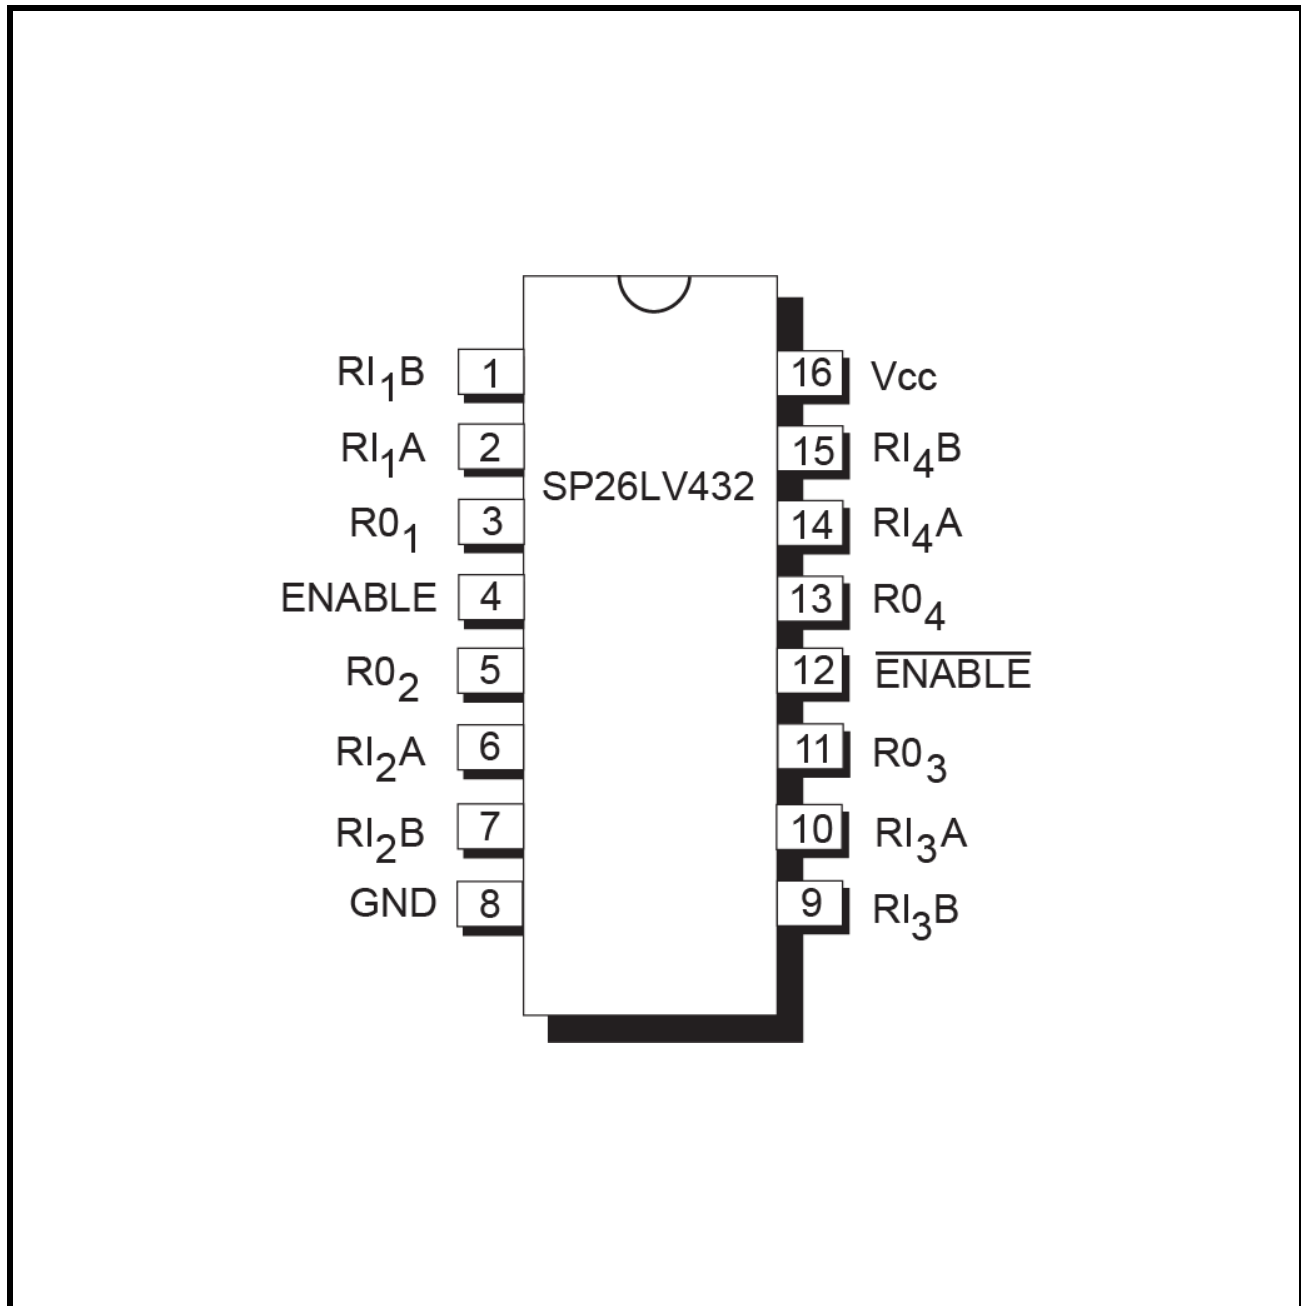 RI₁B 1 16 Vcc
RI₁A 2 15 RI₄B
SP26LV432
R0₁ 3 14 RI₄A
ENABLE 4 13 R0₄
R0₂ 5 12 E̅N̅A̅B̅L̅E̅
RI₂A 6 11 R0₃
RI₂B 7 10 RI₃A
GND 8 9 RI₃B